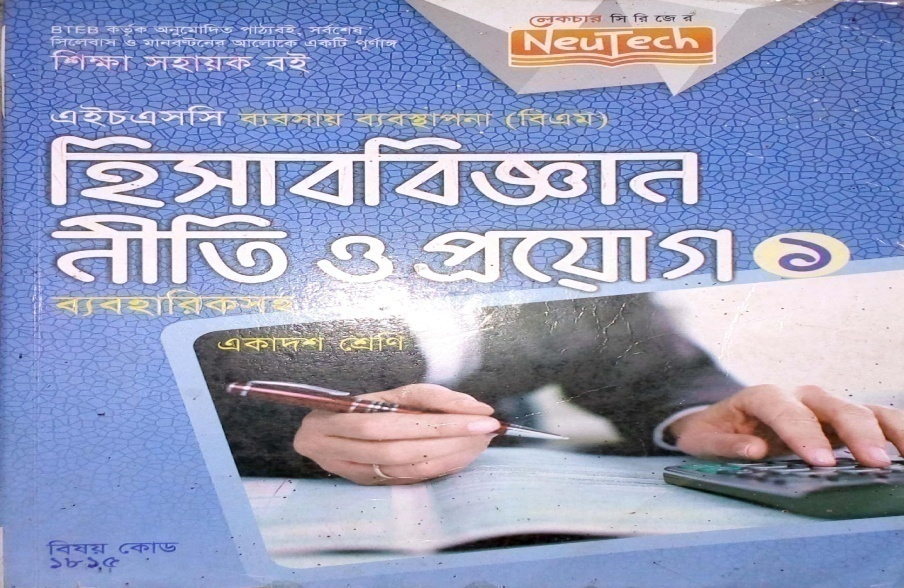 BTEB কর্তৃক অনুমোদিত পাঠ্যবই, সর্বশেষ
সিলেবাস ও মানবণ্টনের আলোকে একটি পূর্ণাঙ্গ
শিক্ষা সহায়ক বই
লেকচার সিরিজের
NeuTech
এইচএসসি ব্যবসায় ব্যবস্থাপনা (বিএম)
হিসাববিজ্ঞান
নীতি ও প্রয়োগ ১
ব্যবহারিকসহ
একাদশ শ্রেণি
বিষয় কোড
১৮১৫